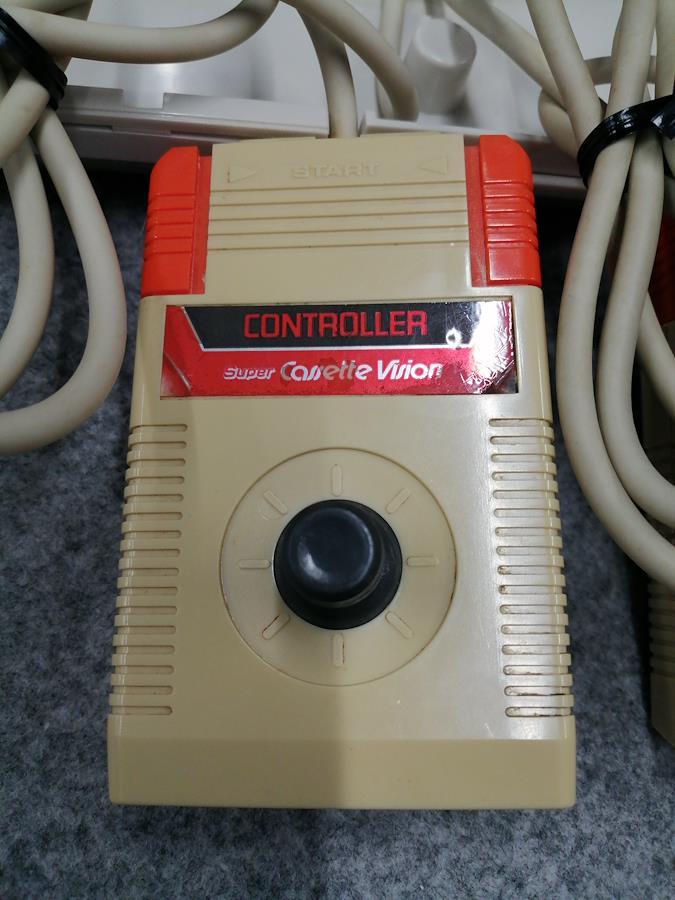 START
CONTROLLER
Super Cassette Vision